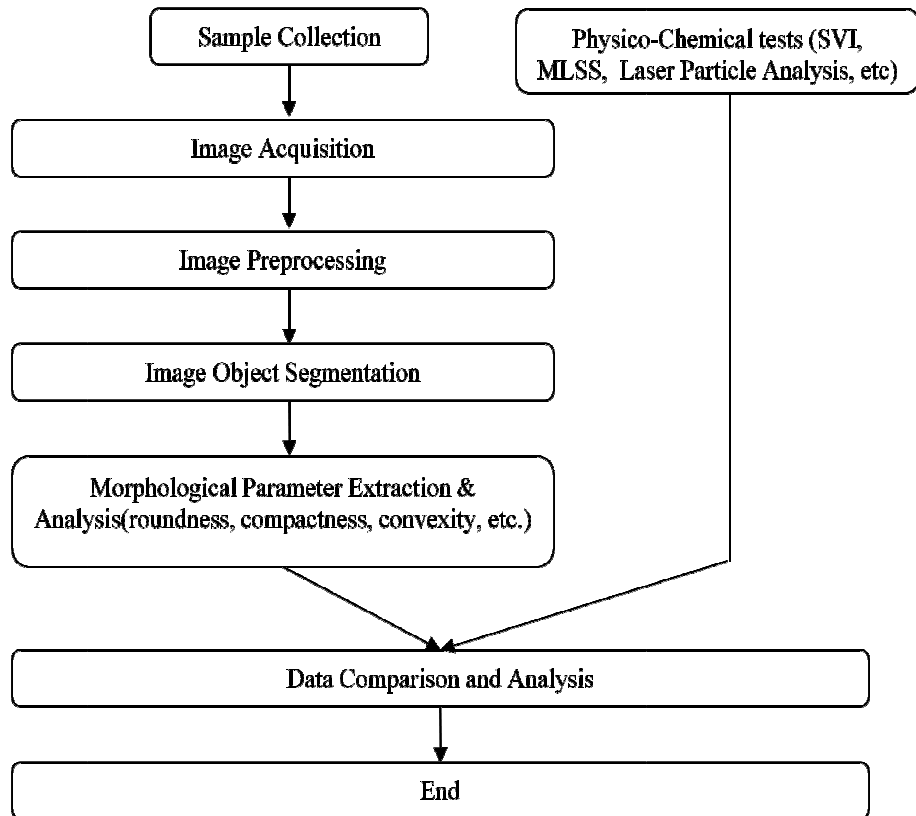 Sample Collection
Physico-Chemical tests (SVI,
MLSS, Laser Particle Analysis, etc)
Image Acquisition
Image Preprocessing
Image Object Segmentation
Morphological Parameter Extraction &
Analysis(roundness, compactness, convexity, etc.)
Data Comparison and Analysis
End